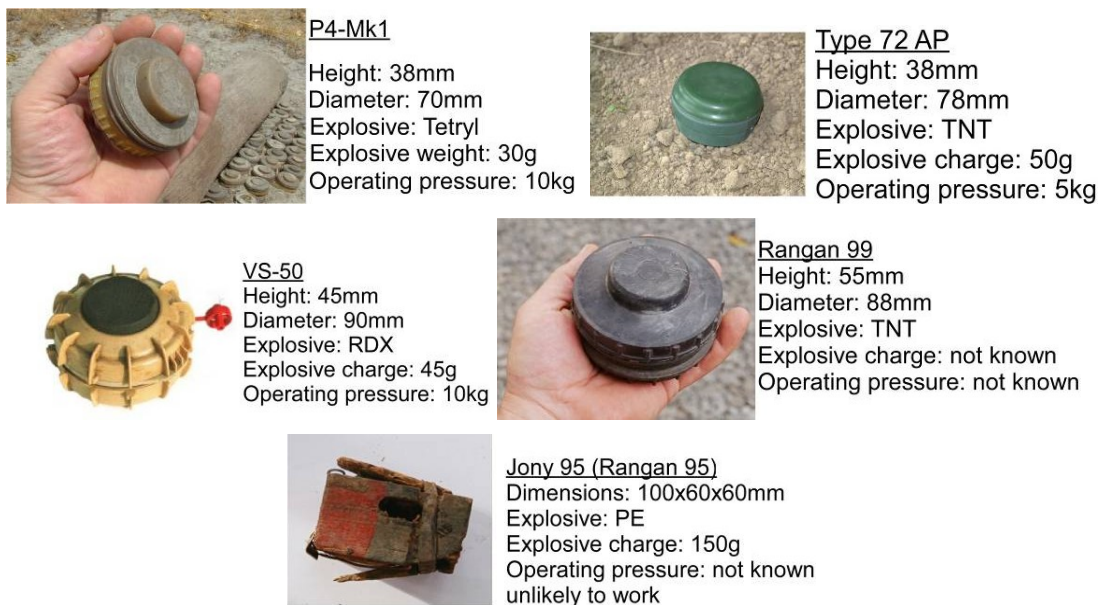 P4-Mk1
Height: 38mm
Diameter: 70mm
Explosive: Tetryl
Explosive weight: 30g
Operating pressure: 10kg
Type 72 AP
Height: 38mm
Diameter: 78mm
Explosive: TNT
Explosive charge: 50g
Operating pressure: 5kg
VS-50
Height: 45mm
Diameter: 90mm
Explosive: RDX
Explosive charge: 45g
Operating pressure: 10kg
Rangan 99
Height: 55mm
Diameter: 88mm
Explosive: TNT
Explosive charge: not known
Operating pressure: not known
Jony 95 (Rangan 95)
Dimensions: 100x60x60mm
Explosive: PE
Explosive charge: 150g
Operating pressure: not known
unlikely to work